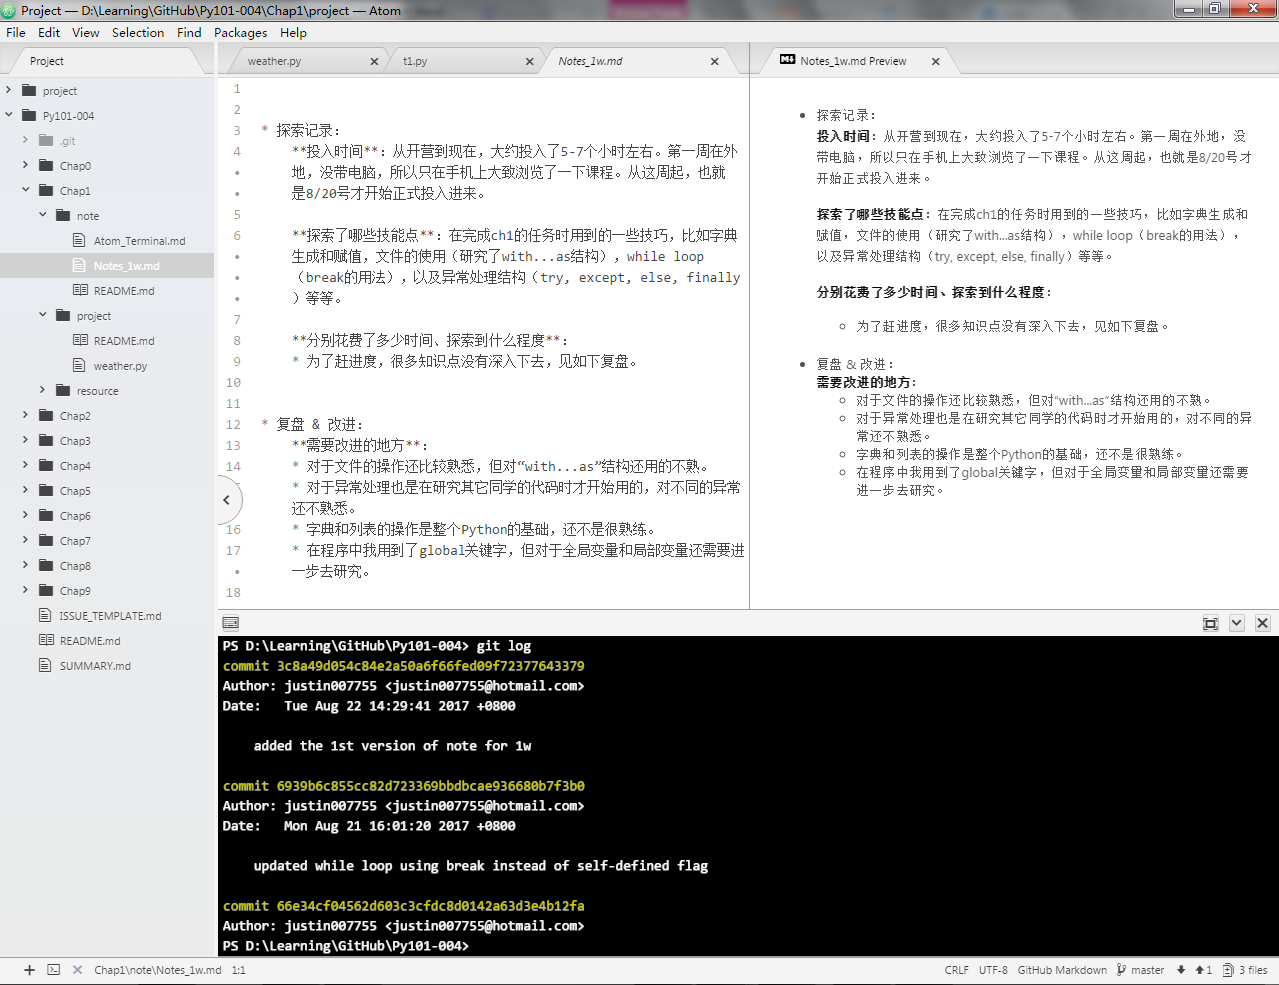 Project — D:\Learning\GitHub\Py101-004\Chap1\project — Atom
File Edit View Selection Find Packages Help
Project
project
Py101-004
.git
Chap0
Chap1
note
Atom_Terminal.md
Notes_1w.md
README.md
project
README.md
weather.py
resource
Chap2
Chap3
Chap4
Chap5
Chap6
Chap7
Chap8
Chap9
ISSUE_TEMPLATE.md
README.md
SUMMARY.md
weather.py
t1.py
Notes_1w.md
1
2
3 * 探索记录：
4 **投入时间**：从开营到现在，大约投入了5-7个小时左右。第一周在外
• 地，没带电脑，所以只在手机上大致浏览了一下课程。从这周起，也就
• 是8/20号才开始正式投入进来。
5
6 **探索了哪些技能点**：在完成ch1的任务时用到的一些技巧，比如字典
• 生成和赋值，文件的使用（研究了with...as结构），while loop
• （break的用法），以及异常处理结构（try, except, else, finally
• ）等等。
7
8 **分别花费了多少时间、探索到什么程度**：
9 * 为了赶进度，很多知识点没有深入下去，见如下复盘。
10
11
12 * 复盘 & 改进：
13 **需要改进的地方**：
14 * 对于文件的操作还比较熟悉，但对“with...as”结构还用的不熟。
* 对于异常处理也是在研究其它同学的代码时才开始用的，对不同的异常
还不熟悉。
16 * 字典和列表的操作是整个Python的基础，还不是很熟练。
17 * 在程序中我用到了global关键字，但对于全局变量和局部变量还需要进
• 一步去研究。
18
Notes_1w.md Preview
• 探索记录：
投入时间：从开营到现在，大约投入了5-7个小时左右。第一周在外地，没
带电脑，所以只在手机上大致浏览了一下课程。从这周起，也就是8/20号才
开始正式投入进来。
探索了哪些技能点：在完成ch1的任务时用到的一些技巧，比如字典生成和
赋值，文件的使用（研究了with...as结构），while loop（break的用法），
以及异常处理结构（try, except, else, finally）等等。
分别花费了多少时间、探索到什么程度：
为了赶进度，很多知识点没有深入下去，见如下复盘。
• 复盘 & 改进：
需要改进的地方：
对于文件的操作还比较熟悉，但对“with...as”结构还用的不熟。
对于异常处理也是在研究其它同学的代码时才开始用的，对不同的异
常还不熟悉。
字典和列表的操作是整个Python的基础，还不是很熟练。
在程序中我用到了global关键字，但对于全局变量和局部变量还需要
进一步去研究。
PS D:\Learning\GitHub\Py101-004> git log
commit 3c8a49d054c84e2a50a6f66fed09f72377643379
Author: justin007755 <justin007755@hotmail.com>
Date:   Tue Aug 22 14:29:41 2017 +0800
added the 1st version of note for 1w
commit 6939b6c855cc82d723369bbdbcae936680b7f3b0
Author: justin007755 <justin007755@hotmail.com>
Date:   Mon Aug 21 16:01:20 2017 +0800
updated while loop using break instead of self-defined flag
commit 66e34cf04562d603c3cfdc8d0142a63d3e4b12fa
Author: justin007755 <justin007755@hotmail.com>
PS D:\Learning\GitHub\Py101-004>
Chap1\note\Notes_1w.md 1:1 CRLF UTF-8 GitHub Markdown master 1 3 files